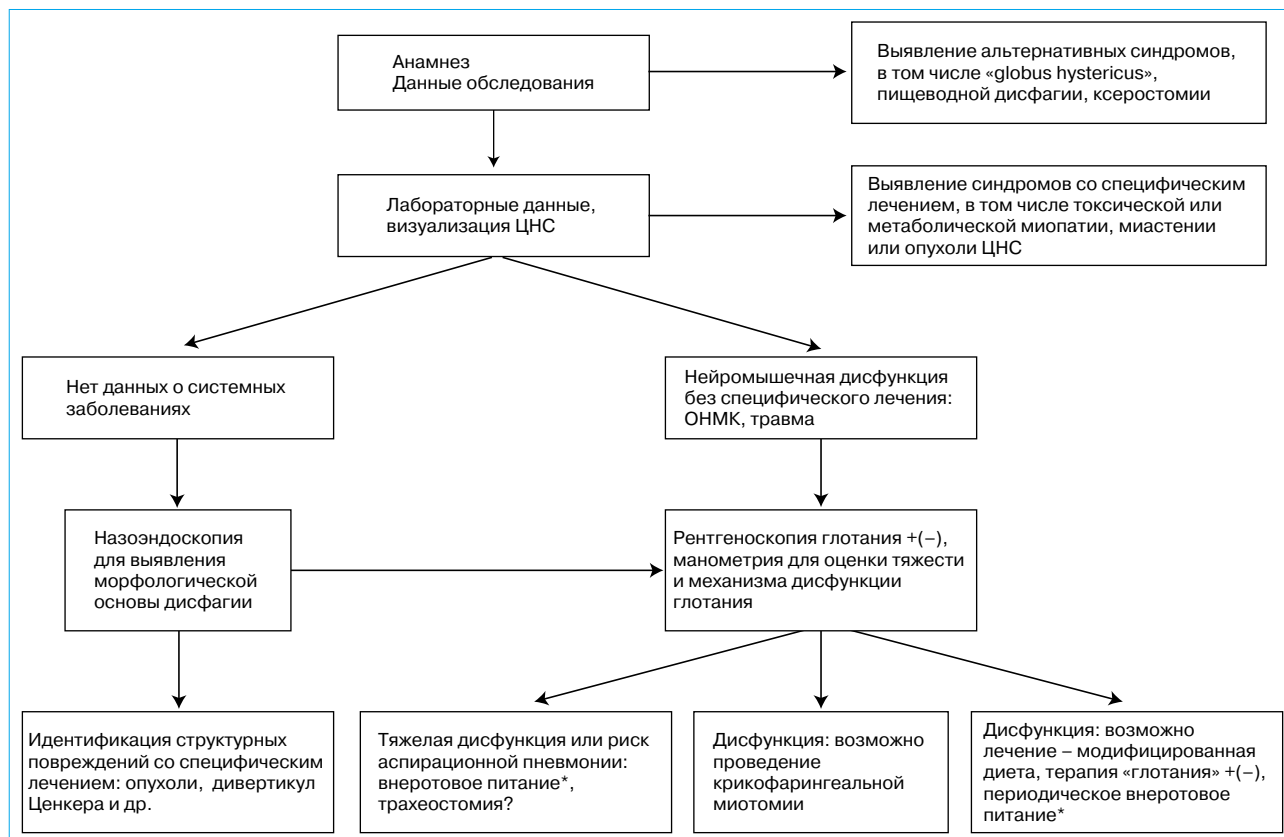 Анамнез
Данные обследования
Выявление альтернативных синдромов,
в том числе «globus hystericus»,
пищеводной дисфагии, ксеростомии
Лабораторные данные,
визуализация ЦНС
Выявление синдромов со специфическим
лечением, в том числе токсической или
метаболической миопатии, миастении
или опухоли ЦНС
Нет данных о системных
заболеваниях
Нейромышечная дисфункция
без специфического лечения:
ОНМК, травма
Назоэндоскопия
для выявления
морфологической
основы дисфагии
Рентгеноскопия глотания +(−),
манометрия для оценки тяжести
и механизма дисфункции
глотания
Идентификация структурных
повреждений со специфическим
лечением: опухоли, дивертикул
Ценкера и др.
Тяжелая дисфункция или риск
аспирационной пневмонии:
внеротовое питание*,
трахеостомия?
Дисфункция: возможно
проведение
крикофарингеальной
миотомии
Дисфункция: возможно
лечение – модифицированная
диета, терапия «глотания» +(−),
периодическое внеротовое
питание*